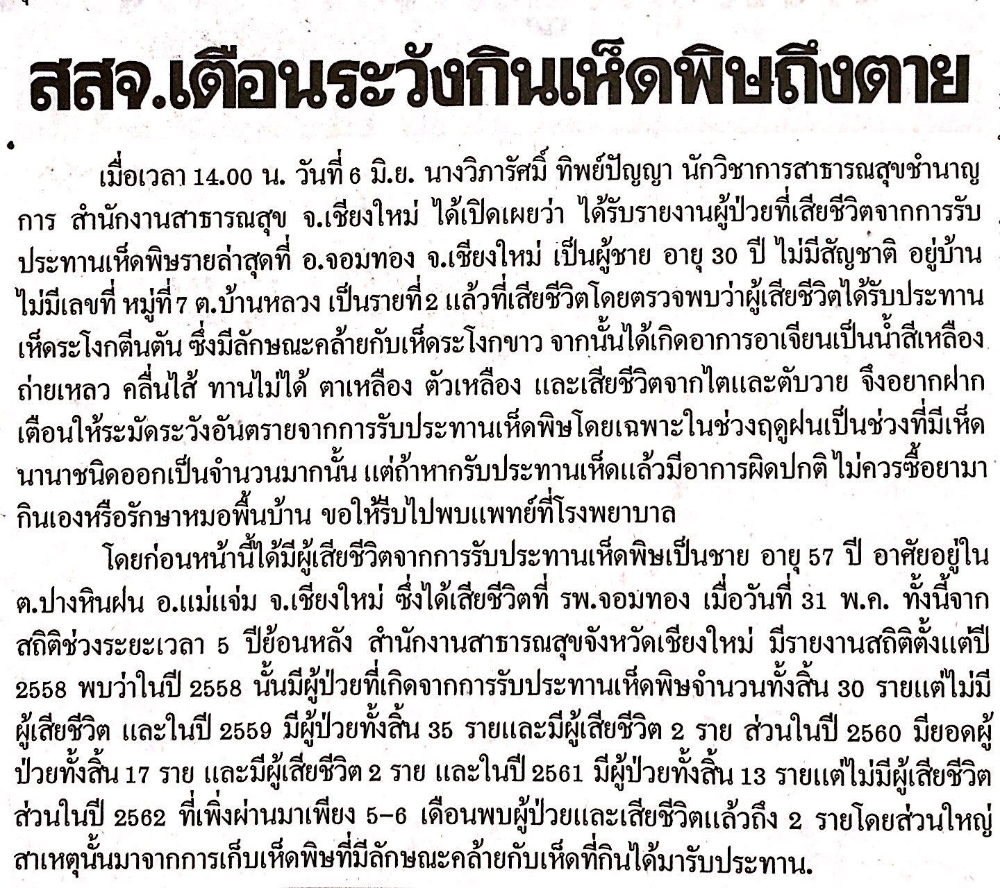 สสจ.เตือนระวังกินเห็ดพิษถึงตาย
เมื่อเวลา 14.00 น. วันที่ 6 มิ.ย. นางวิภารัศมิ์ ทิพย์ปัญญา นักวิชาการสาธารณสุขชำนาญ
การ สำนักงานสาธารณสุข จ.เชียงใหม่ ได้เปิดเผยว่า ได้รับรายงานผู้ป่วยที่เสียชีวิตจากการรับ
ประทานเห็ดพิษรายล่าสุดที่ อ.จอมทอง จ.เชียงใหม่ เป็นผู้ชาย อายุ 30 ปี ไม่มีสัญชาติ อยู่บ้าน
ไม่มีเลขที่ หมู่ที่ 7 ต.บ้านหลวง เป็นรายที่ 2 แล้วที่เสียชีวิตโดยตรวจพบว่าผู้เสียชีวิตได้รับประทาน
เห็ดระโงกตีนตัน ซึ่งมีลักษณะคล้ายกับเห็ดระโงกขาว จากนั้นได้เกิดอาการอาเจียนเป็นน้ำสีเหลือง
ถ่ายเหลว คลื่นไส้ ทานไม่ได้ ตาเหลือง ตัวเหลือง และเสียชีวิตจากไตและตับวาย จึงอยากฝาก
เตือนให้ระมัดระวังอันตรายจากการรับประทานเห็ดพิษโดยเฉพาะในช่วงฤดูฝนเป็นช่วงที่มีเห็ด
นานาชนิดออกเป็นจำนวนมากนั้น แต่ถ้าหากรับประทานเห็ดแล้วมีอาการผิดปกติ ไม่ควรซื้อยามา
กินเองหรือรักษาหมอพื้นบ้าน ขอให้รีบไปพบแพทย์ที่โรงพยาบาล
โดยก่อนหน้านี้ได้มีผู้เสียชีวิตจากการรับประทานเห็ดพิษเป็นชาย อายุ 57 ปี อาศัยอยู่ใน
ต.ปางหินฝน อ.แม่แจ่ม จ.เชียงใหม่ ซึ่งได้เสียชีวิตที่ รพ.จอมทอง เมื่อวันที่ 31 พ.ค. ทั้งนี้จาก
สถิติช่วงระยะเวลา 5 ปีย้อนหลัง สำนักงานสาธารณสุขจังหวัดเชียงใหม่ มีรายงานสถิติตั้งแต่ปี
2558 พบว่าในปี 2558 นั้นมีผู้ป่วยที่เกิดจากการรับประทานเห็ดพิษจำนวนทั้งสิ้น 30 รายแต่ไม่มี
ผู้เสียชีวิต และในปี 2559 มีผู้ป่วยทั้งสิ้น 35 รายและมีผู้เสียชีวิต 2 ราย ส่วนในปี 2560 มียอดผู้
ป่วยทั้งสิ้น 17 ราย และมีผู้เสียชีวิต 2 ราย และในปี 2561 มีผู้ป่วยทั้งสิ้น 13 รายแต่ไม่มีผู้เสียชีวิต
ส่วนในปี 2562 ที่เพิ่งผ่านมาเพียง 5-6 เดือนพบผู้ป่วยและเสียชีวิตแล้วถึง 2 รายโดยส่วนใหญ่
สาเหตุนั้นมาจากการเก็บเห็ดพิษที่มีลักษณะคล้ายกับเห็ดที่กินได้มารับประทาน.